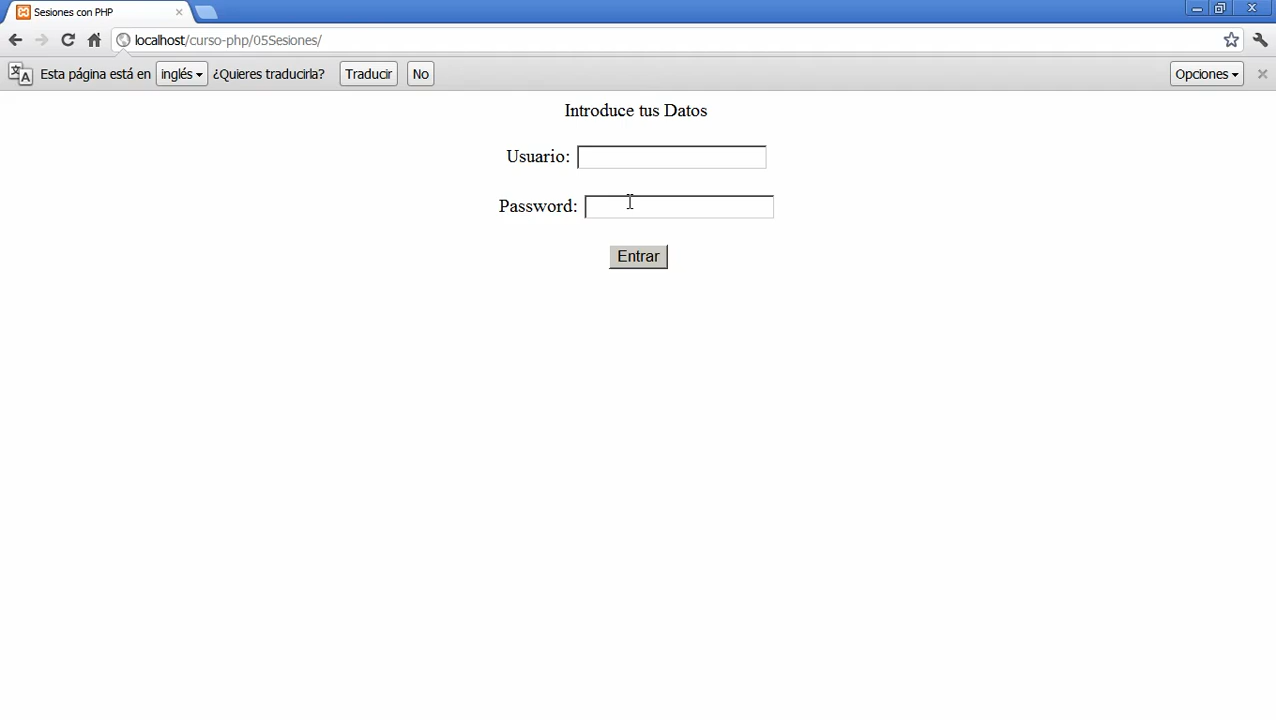 Sesiones con PHP
localhost/curso-php/05Sesiones/
Esta página está en inglés ¿Quieres traducirla? Traducir No Opciones
Introduce tus Datos
Usuario:
Password:
Entrar